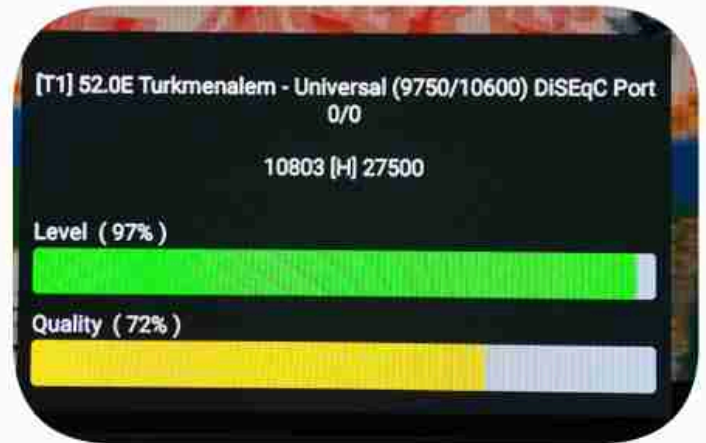 [T1] 52.0E Turkmenalem - Universal (9750/10600) DiSEqC Port
0/0
10803 [H] 27500
Level ( 97% )
Quality ( 72% )